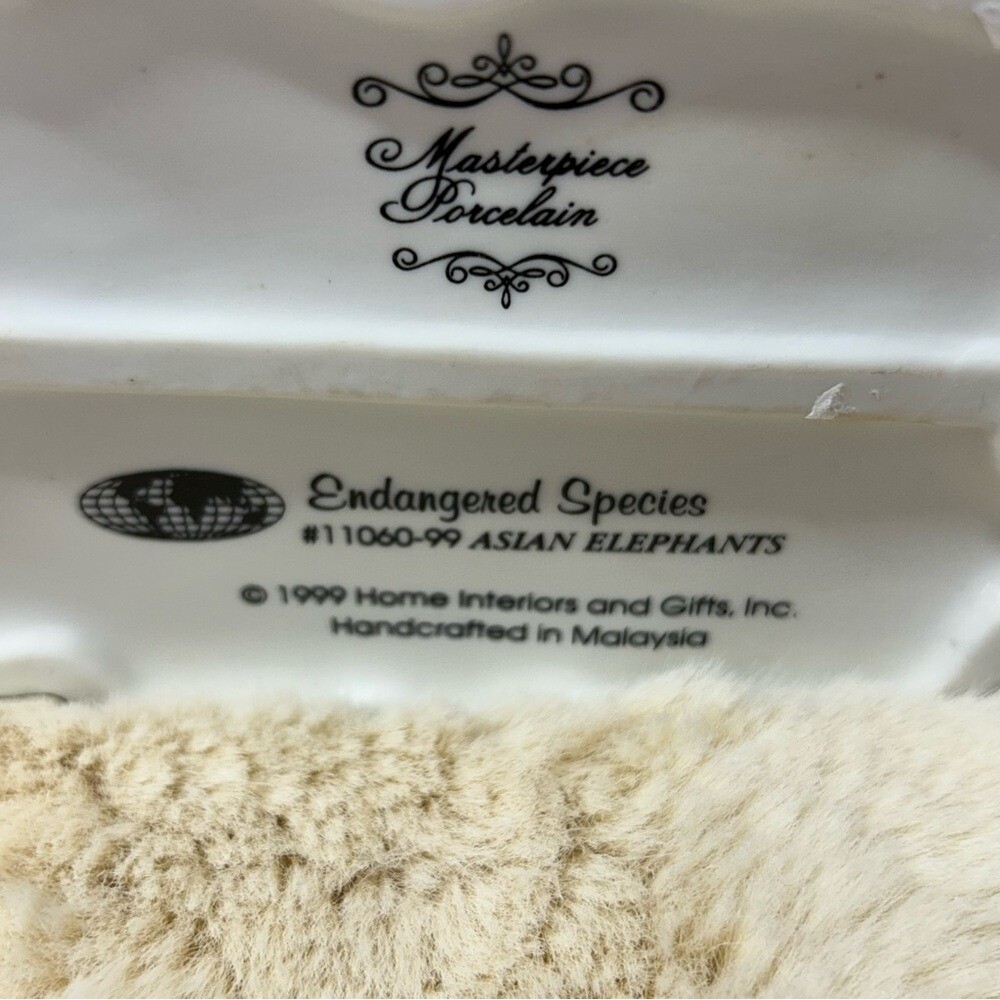 Masterpiece
Porcelain
Endangered Species
#11060-99 ASIAN ELEPHANTS
© 1999 Home Interiors and Gifts, Inc.
Handcrafted in Malaysia